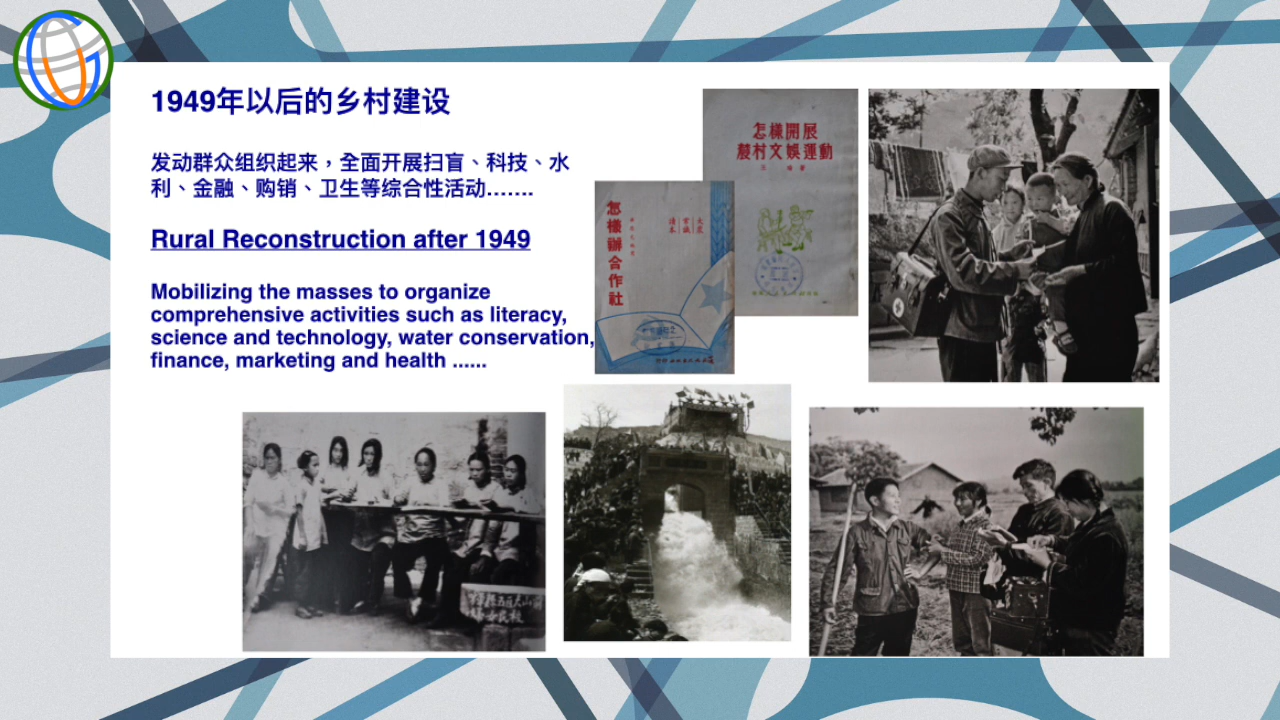 1949年以后的乡村建设
发动群众组织起来，全面开展扫盲、科技、水
利、金融、购销、卫生等综合性活动…….
Rural Reconstruction after 1949
Mobilizing the masses to organize
comprehensive activities such as literacy,
science and technology, water conservation,
finance, marketing and health ......
怎樣開展
農村文娛運動
怎樣辦合作社